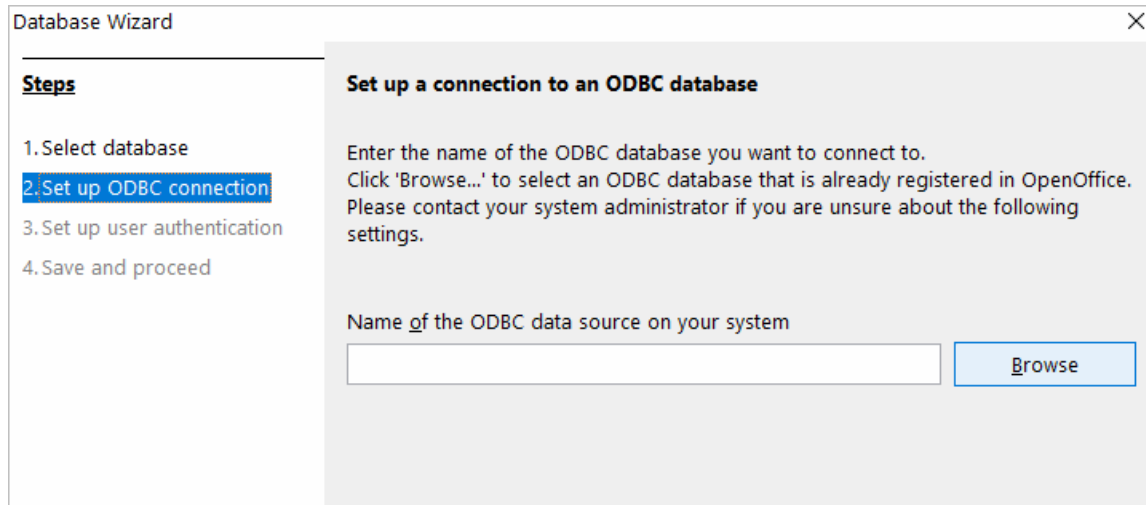 Database Wizard
Steps
1. Select database
2. Set up ODBC connection
3. Set up user authentication
4. Save and proceed
Set up a connection to an ODBC database
Enter the name of the ODBC database you want to connect to.
Click 'Browse...' to select an ODBC database that is already registered in OpenOffice.
Please contact your system administrator if you are unsure about the following
settings.
Name of the ODBC data source on your system
Browse